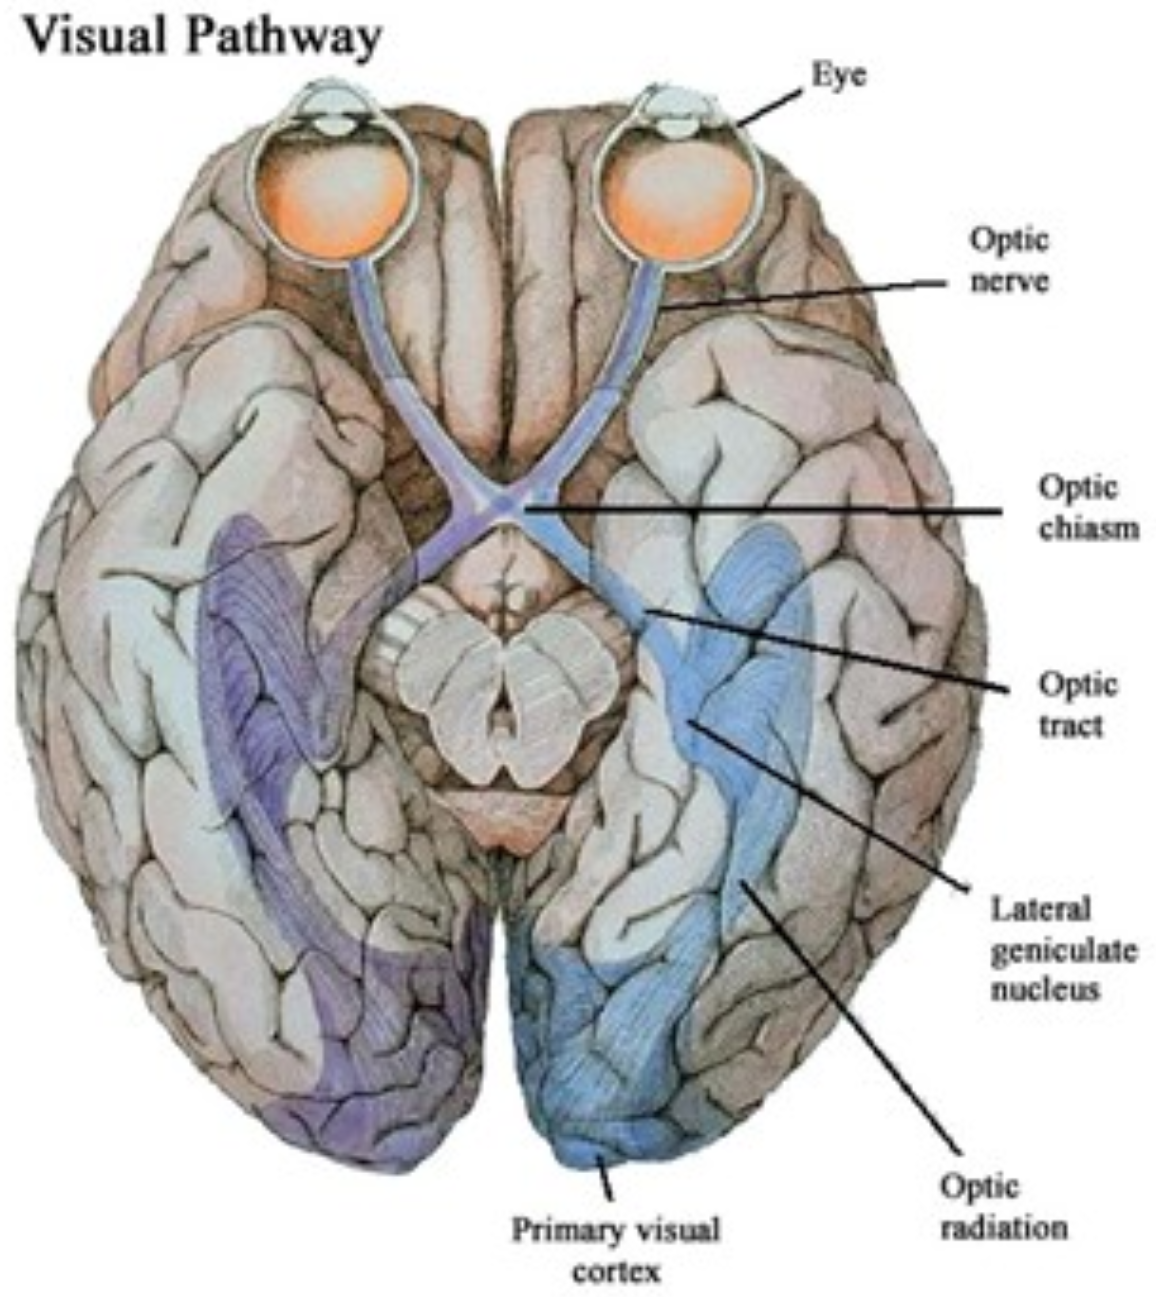 Visual Pathway
Eye
Optic
nerve
Optic
chiasm
Optic
tract
Lateral
geniculate
nucleus
Optic
radiation
Primary visual
cortex